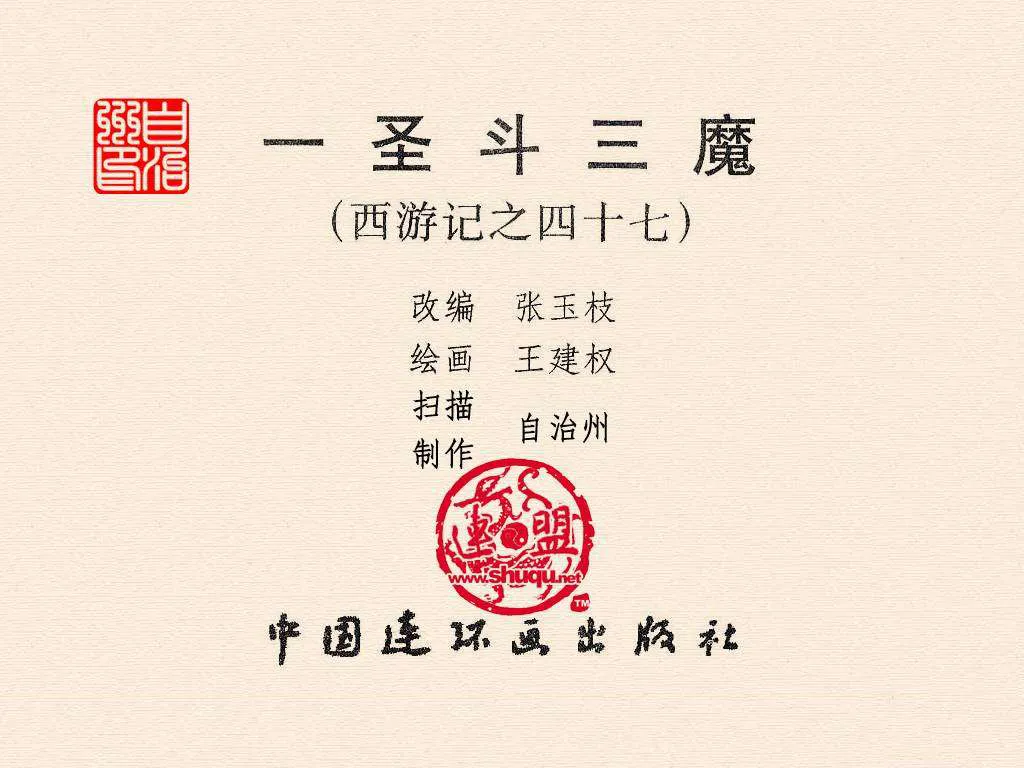 自治州印
一圣斗三魔
（西游记之四十七）
改编 张玉枝
绘画 王建权
扫描
制作 自治州
連盟
www.shuqu.net
TM
中国连环画出版社